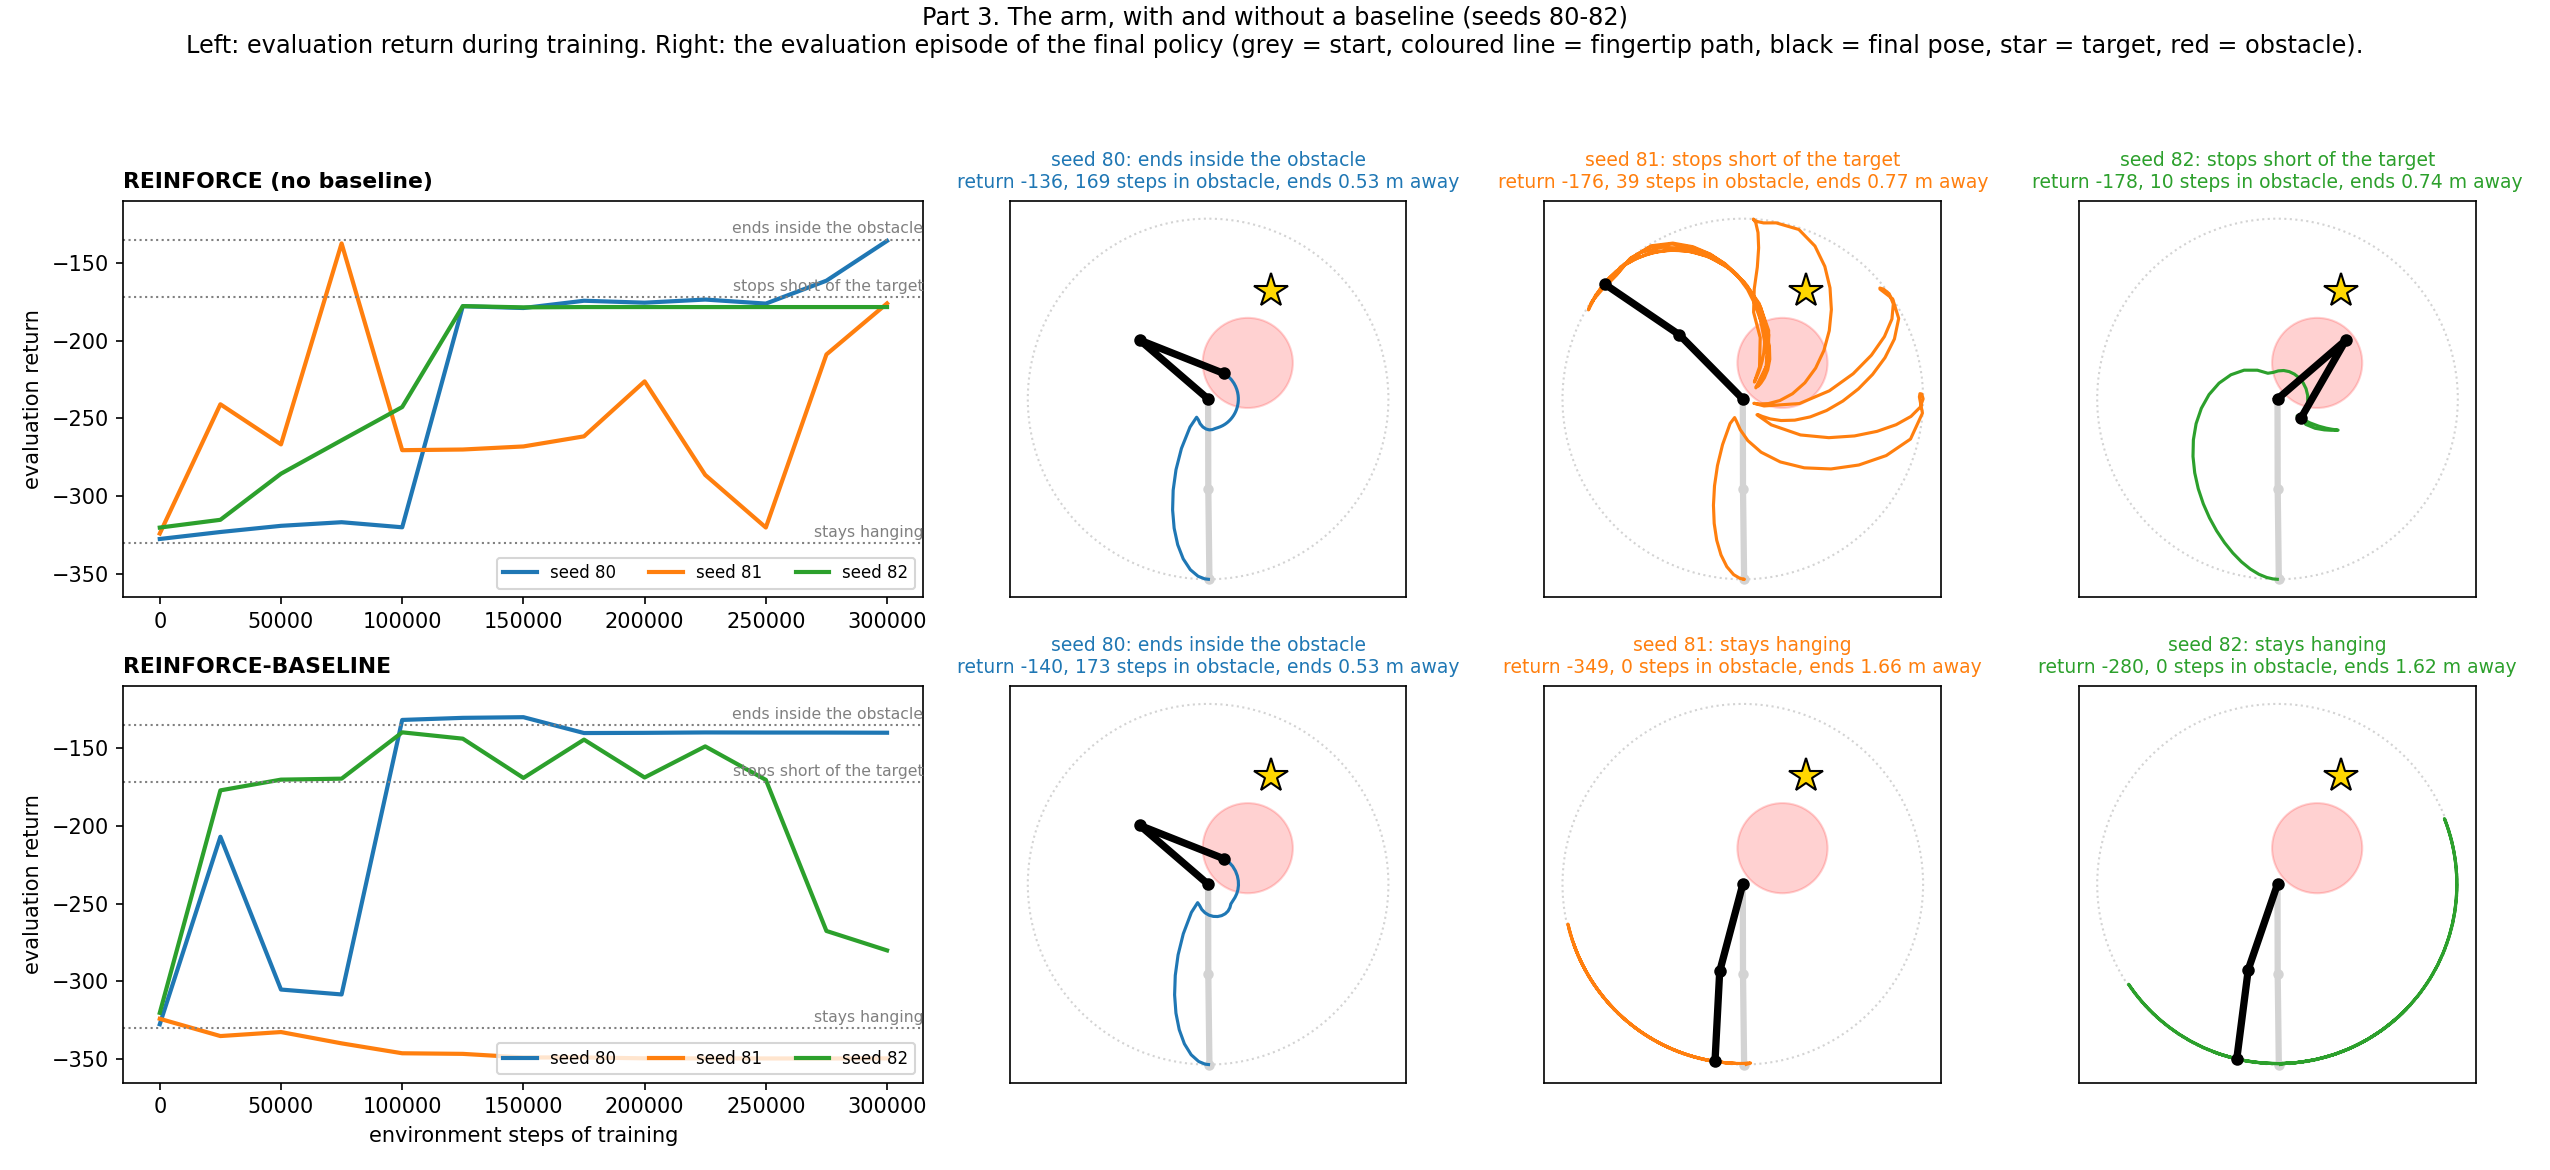 Part 3. The arm, with and without a baseline (seeds 80-82)
Left: evaluation return during training. Right: the evaluation episode of the final policy (grey = start, coloured line = fingertip path, black = final pose, star = target, red = obstacle).
REINFORCE (no baseline)
evaluation return
−150
−200
−250
−300
−350
ends inside the obstacle
stops short of the target
stays hanging
seed 80
seed 81
seed 82
0
50000
100000
150000
200000
250000
300000
seed 80: ends inside the obstacle
return -136, 169 steps in obstacle, ends 0.53 m away
seed 81: stops short of the target
return -176, 39 steps in obstacle, ends 0.77 m away
seed 82: stops short of the target
return -178, 10 steps in obstacle, ends 0.74 m away
REINFORCE-BASELINE
evaluation return
−150
−200
−250
−300
−350
ends inside the obstacle
stops short of the target
stays hanging
seed 80
seed 81
seed 82
0
50000
100000
150000
200000
250000
300000
environment steps of training
seed 80: ends inside the obstacle
return -140, 173 steps in obstacle, ends 0.53 m away
seed 81: stays hanging
return -349, 0 steps in obstacle, ends 1.66 m away
seed 82: stays hanging
return -280, 0 steps in obstacle, ends 1.62 m away